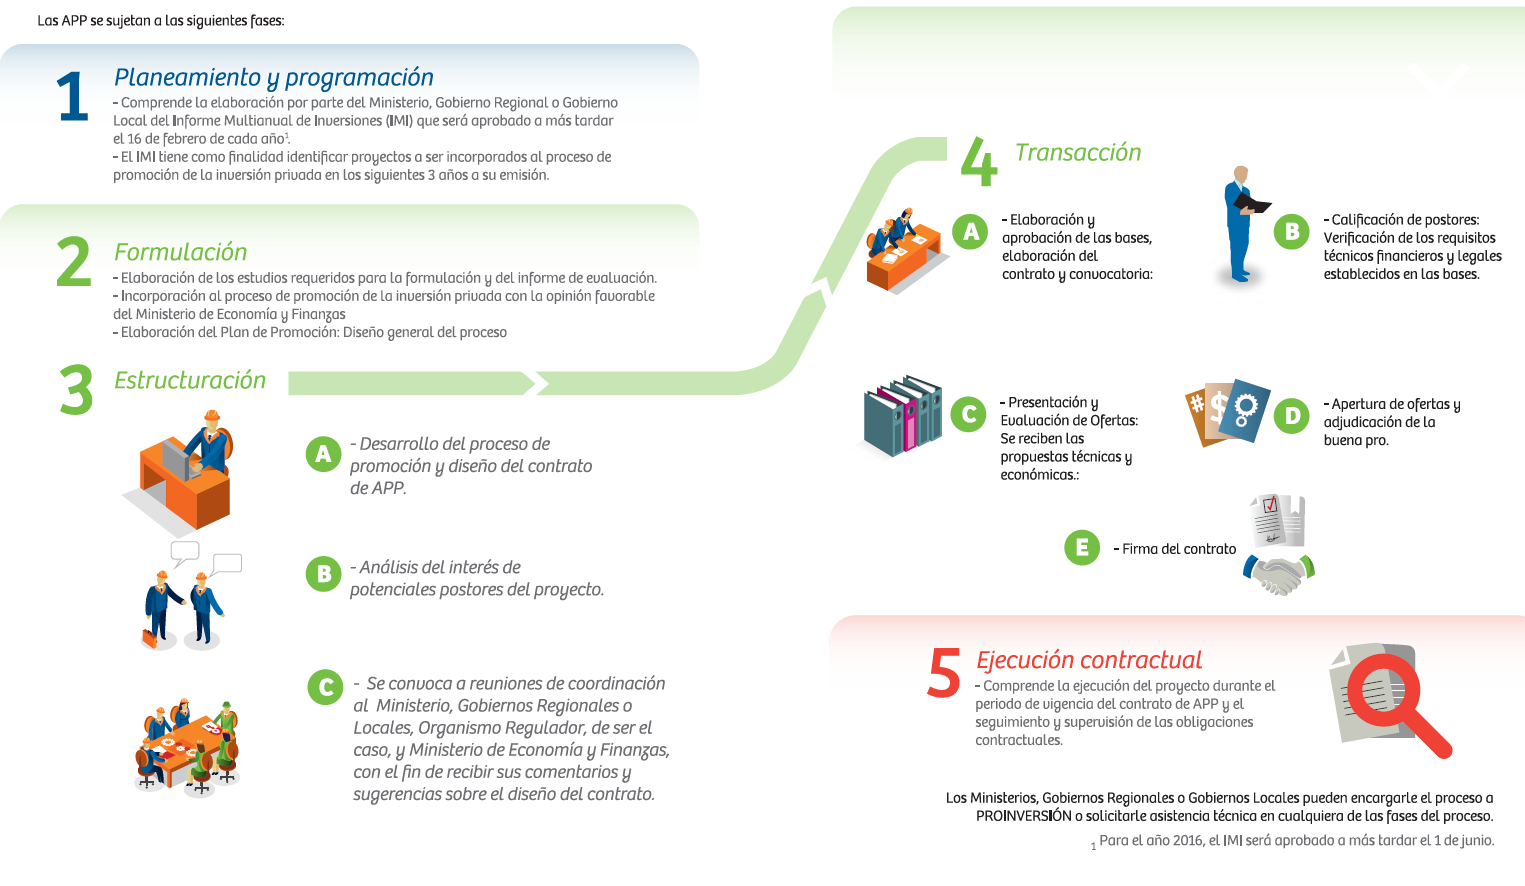 Las APP se sujetan a las siguientes fases:
1
Planeamiento y programación
- Comprende la elaboración por parte del Ministerio, Gobierno Regional o Gobierno
Local del Informe Multianual de Inversiones (IMI) que será aprobado a más tardar
el 16 de febrero de cada año¹.
- El IMI tiene como finalidad identificar proyectos a ser incorporados al proceso de
promoción de la inversión privada en los siguientes 3 años a su emisión.
2
Formulación
- Elaboración de los estudios requeridos para la formulación y del informe de evaluación.
- Incorporación al proceso de promoción de la inversión privada con la opinión favorable
del Ministerio de Economía y Finanzas
- Elaboración del Plan de Promoción: Diseño general del proceso
3
Estructuración
A
- Desarrollo del proceso de
promoción y diseño del contrato
de APP.
B
- Análisis del interés de
potenciales postores del proyecto.
C
- Se convoca a reuniones de coordinación
al Ministerio, Gobiernos Regionales o
Locales, Organismo Regulador, de ser el
caso, y Ministerio de Economía y Finanzas,
con el fin de recibir sus comentarios y
sugerencias sobre el diseño del contrato.
4
Transacción
A
- Elaboración y
aprobación de las bases,
elaboración del
contrato y convocatoria:
B
- Calificación de postores:
Verificación de los requisitos
técnicos financieros y legales
establecidos en las bases.
C
- Presentación y
Evaluación de Ofertas:
Se reciben las
propuestas técnicas y
económicas.:
# $
D
- Apertura de ofertas y
adjudicación de la
buena pro.
E
- Firma del contrato
5
Ejecución contractual
- Comprende la ejecución del proyecto durante el
periodo de vigencia del contrato de APP y el
seguimiento y supervisión de las obligaciones
contractuales.
Los Ministerios, Gobiernos Regionales o Gobiernos Locales pueden encargarle el proceso a
PROINVERSIÓN o solicitarle asistencia técnica en cualquiera de las fases del proceso.
1 Para el año 2016, el IMI será aprobado a más tardar el 1 de junio.